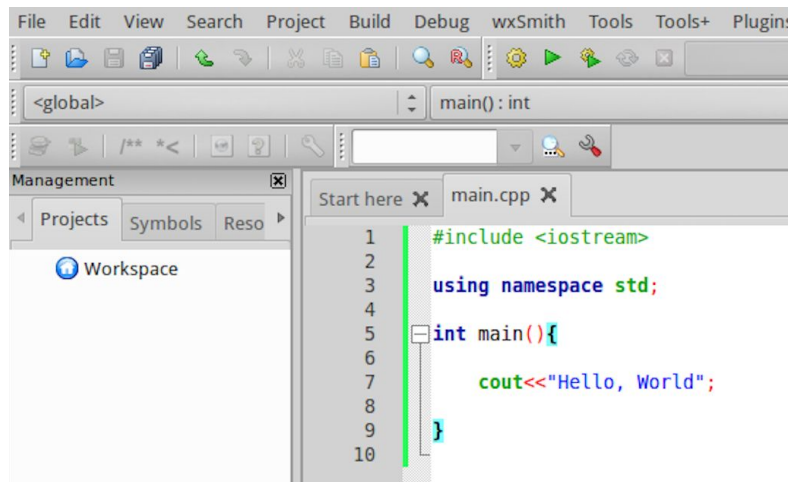 File Edit View Search Project Build Debug wxSmith Tools Tools+ Plugins
<global>
main() : int
/** *<
Management
Projects Symbols Reso
Workspace
Start here main.cpp
1 #include <iostream>
2
3 using namespace std;
4
5 int main(){
6
7 cout<<"Hello, World";
8
9 }
10